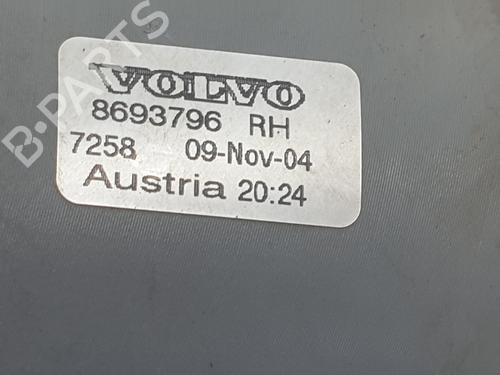 VOLVO
8693796 RH
7258 09-Nov-04
Austria 20:24
B-PARTS